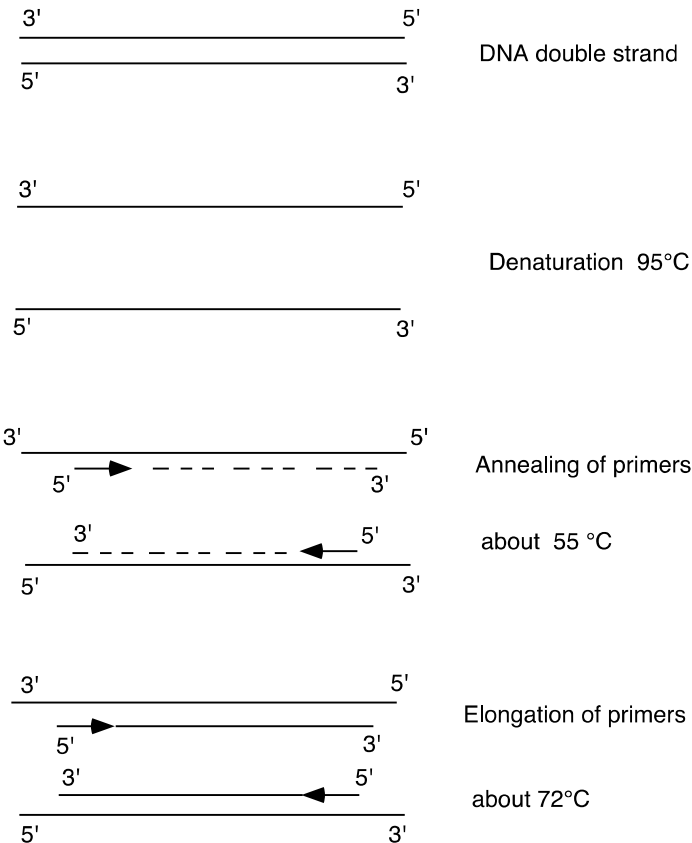 3' 5'
DNA double strand
5' 3'
3' 5'
Denaturation 95°C
5' 3'
3' 5'
Annealing of primers
5' 3'
3' 5'
about 55 °C
5' 3'
3' 5'
Elongation of primers
5' 3'
3' 5'
about 72°C
5' 3'